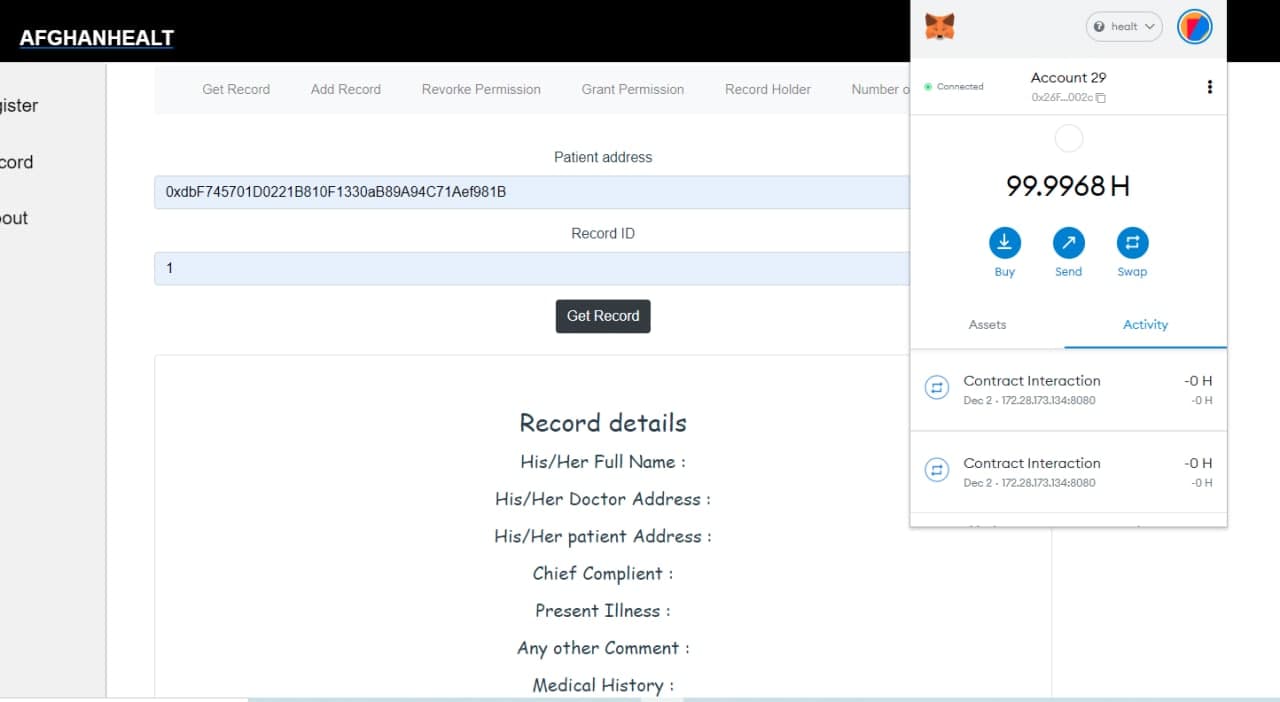 AFGHANHEALT
ister
cord
out
Get Record Add Record Revorke Permission Grant Permission Record Holder Number o
Patient address
0xdbF745701D0221B810F1330aB89A94C71Aef981B
Record ID
1
Get Record
Record details
His/Her Full Name :
His/Her Doctor Address :
His/Her patient Address :
Chief Complient :
Present Illness :
Any other Comment :
Medical History :
? healt
Connected
Account 29
0x26F...002c
99.9968 H
Buy Send Swap
Assets Activity
Contract Interaction -0 H
Dec 2 · 172.28.173.134:8080 -0 H
Contract Interaction -0 H
Dec 2 · 172.28.173.134:8080 -0 H